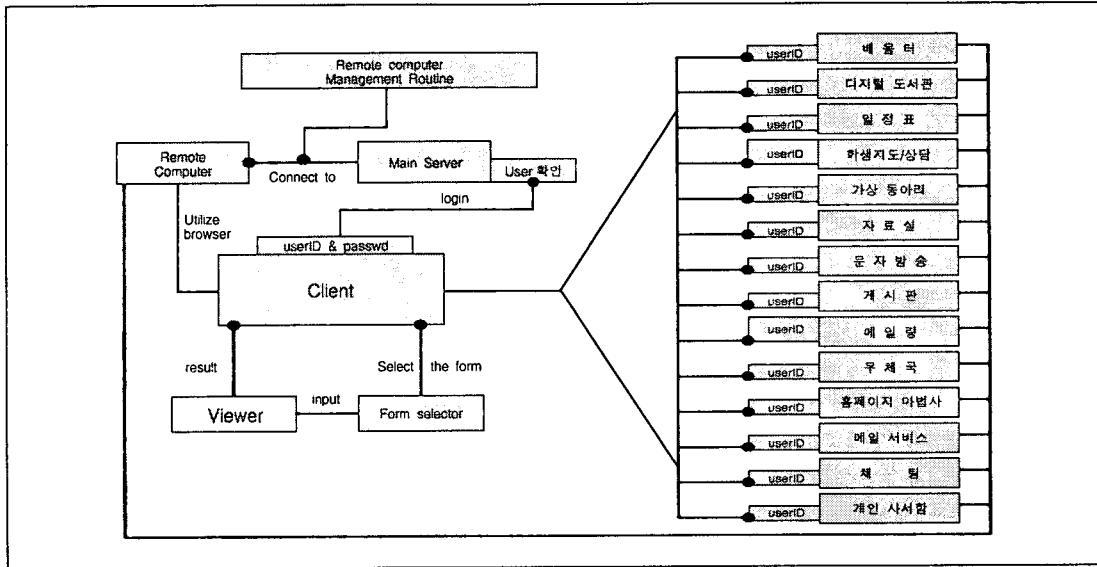 Remote computer
Management Routine
Remote
Computer
Connect to
Main Server
User 확인
login
Utilize
browser
userID & passwd
Client
result
Select the form
Viewer
input
Form selector
userID 배움터
userID 디지털 도서관
userID 일정표
userID 학생지도/상담
userID 가상 동아리
userID 자료실
userID 문자방송
userID 게시판
userID 메일량
userID 우체국
userID 홈페이지 마법사
userID 메일 서비스
userID 채팅
userID 개인 사서함